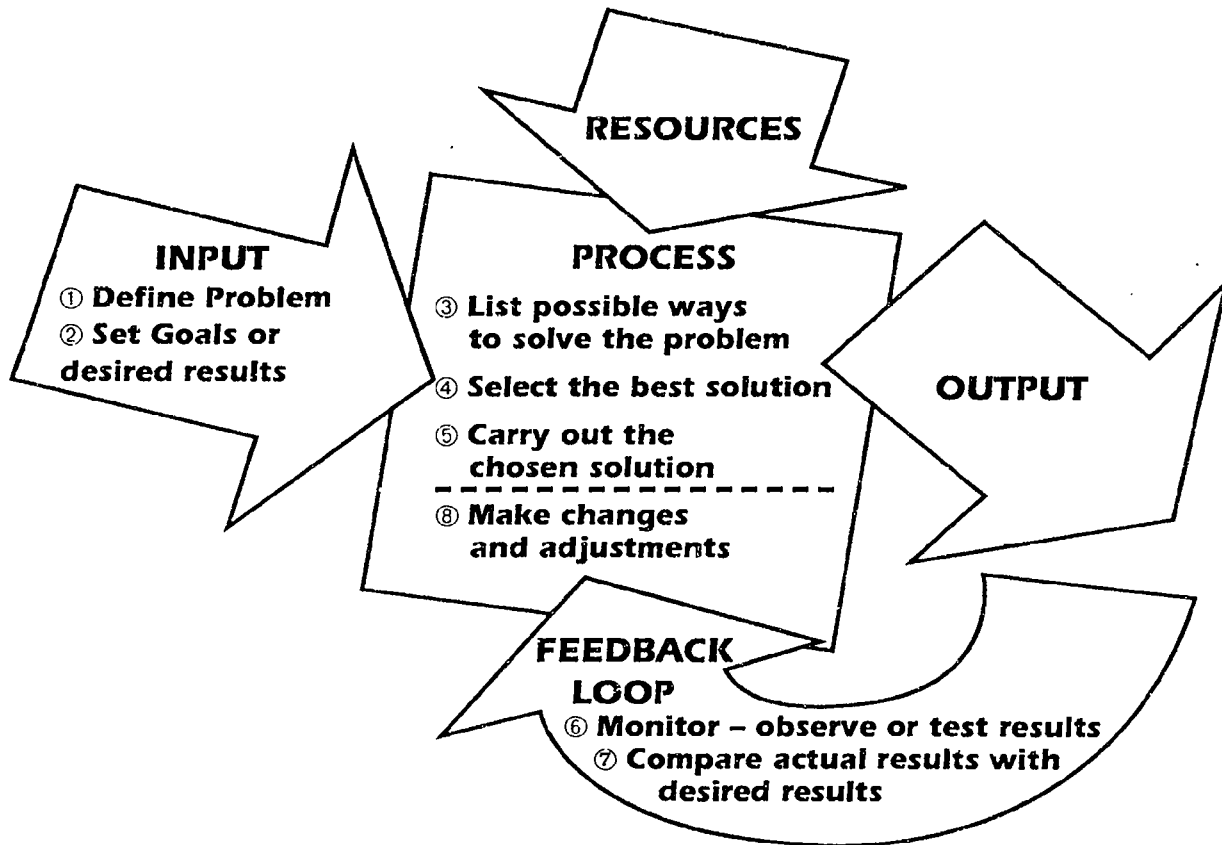 RESOURCES
INPUT
① Define Problem
② Set Goals or
desired results
PROCESS
③ List possible ways
to solve the problem
④ Select the best solution
⑤ Carry out the
chosen solution
⑧ Make changes
and adjustments
OUTPUT
FEEDBACK
LOOP
⑥ Monitor – observe or test results
⑦ Compare actual results with
desired results